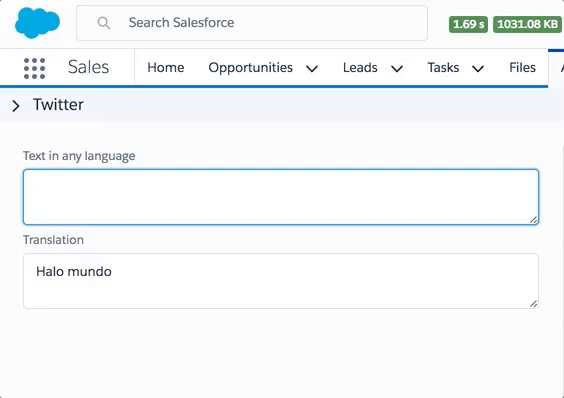 Search Salesforce
1.69 s 1031.08 KB
Sales Home Opportunities Leads Tasks Files
Twitter
Text in any language
Translation
Halo mundo